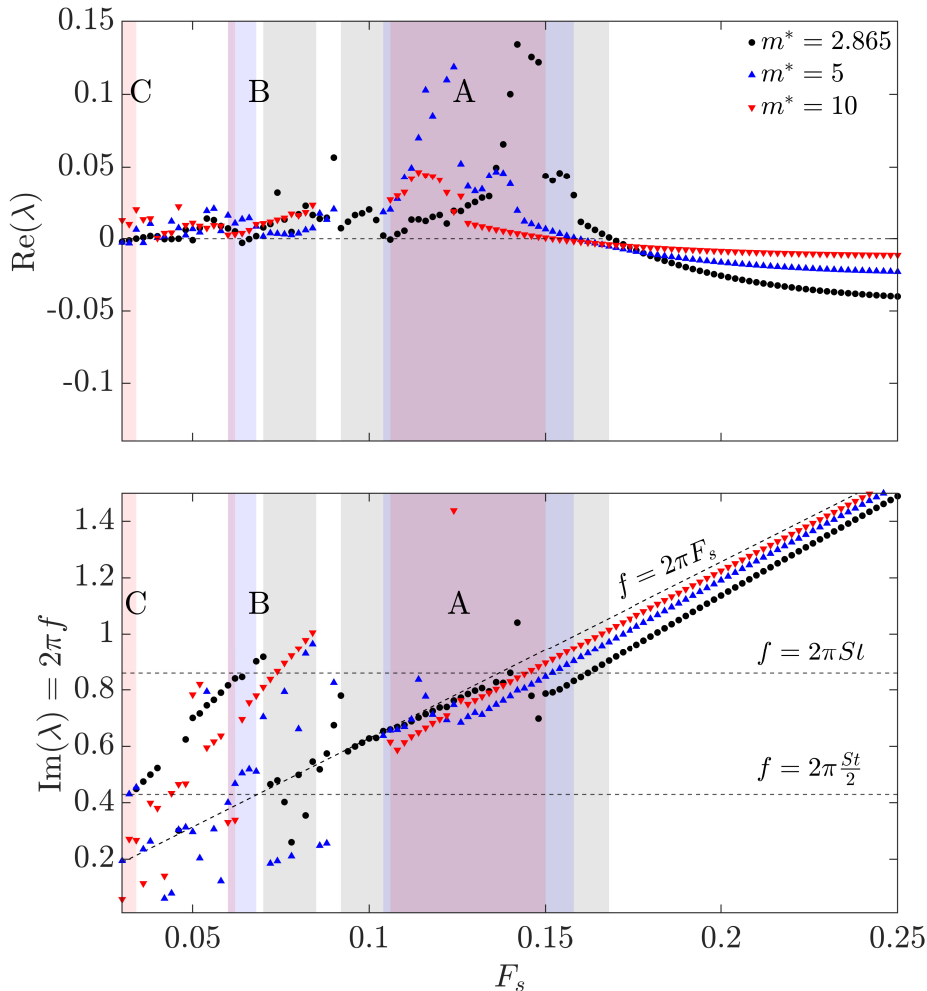 0.15
0.1
0.05
0
-0.05
-0.1
Re(λ)
C
B
A
m* = 2.865
m* = 5
m* = 10
1.4
1.2
1
0.8
0.6
0.4
0.2
Im(λ) = 2πf
C
B
A
f = 2πF_s
f = 2πSt
f = 2π St/2
0.05
0.1
0.15
0.2
0.25
F_s